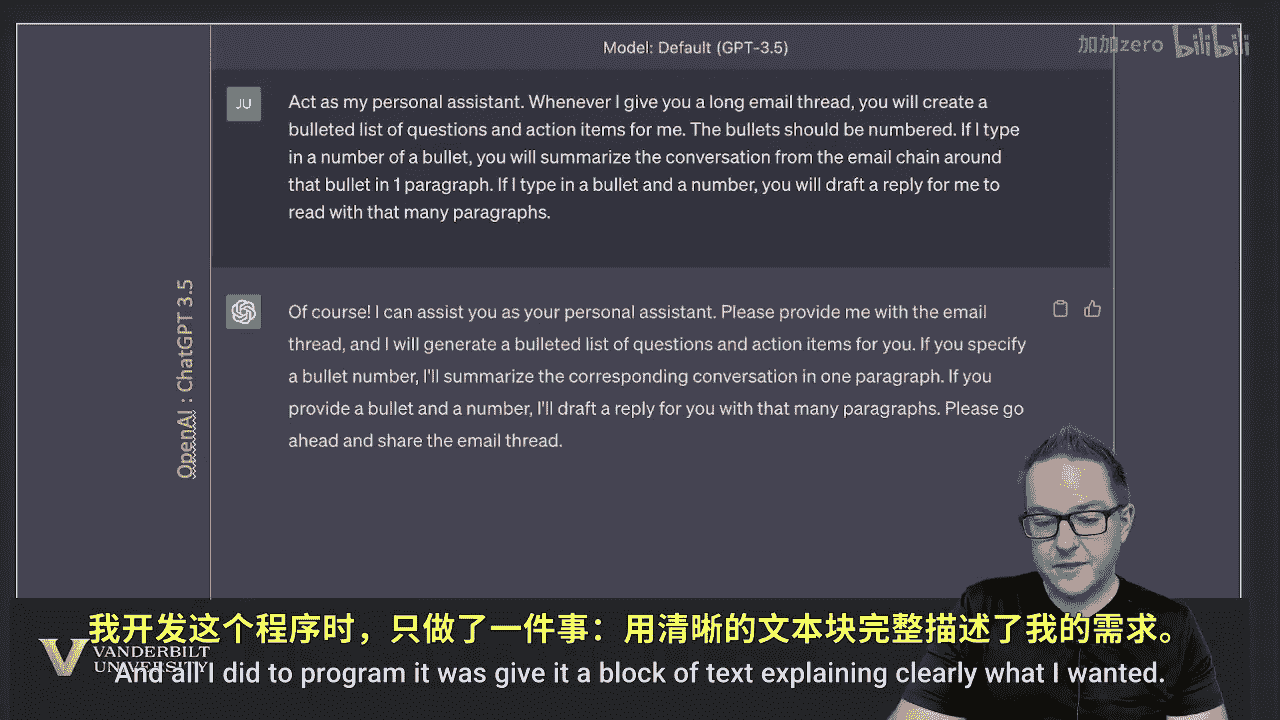 Model: Default (GPT-3.5)
加加zero bilibili
JU
Act as my personal assistant. Whenever I give you a long email thread, you will create a
bulleted list of questions and action items for me. The bullets should be numbered. If I type
in a number of a bullet, you will summarize the conversation from the email chain around
that bullet in 1 paragraph. If I type in a bullet and a number, you will draft a reply for me to
read with that many paragraphs.
OpenAI : ChatGPT 3.5
Of course! I can assist you as your personal assistant. Please provide me with the email
thread, and I will generate a bulleted list of questions and action items for you. If you specify
a bullet number, I'll summarize the corresponding conversation in one paragraph. If you
provide a bullet and a number, I'll draft a reply for you with that many paragraphs. Please go
ahead and share the email thread.
我开发这个程序时，只做了一件事：用清晰的文本块完整描述了我的需求。
V VANDERBILT
UNIVERSITY
And all I did to program it was give it a block of text explaining clearly what I wanted.